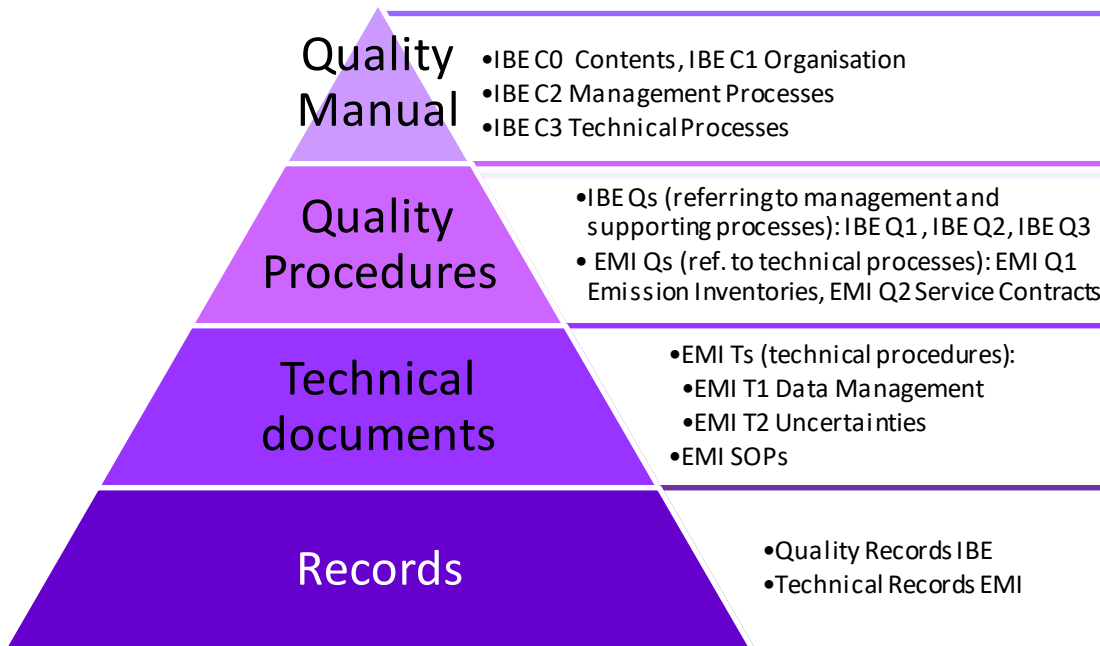 Quality
Manual
•IBE C0 Contents, IBE C1 Organisation
•IBE C2 Management Processes
•IBE C3 Technical Processes
Quality
Procedures
•IBE Qs (referring to management and
supporting processes): IBE Q1, IBE Q2, IBE Q3
• EMI Qs (ref. to technical processes): EMI Q1
Emission Inventories, EMI Q2 Service Contracts
Technical
documents
•EMI Ts (technical procedures):
•EMI T1 Data Management
•EMI T2 Uncertainties
•EMI SOPs
Records
•Quality Records IBE
•Technical Records EMI